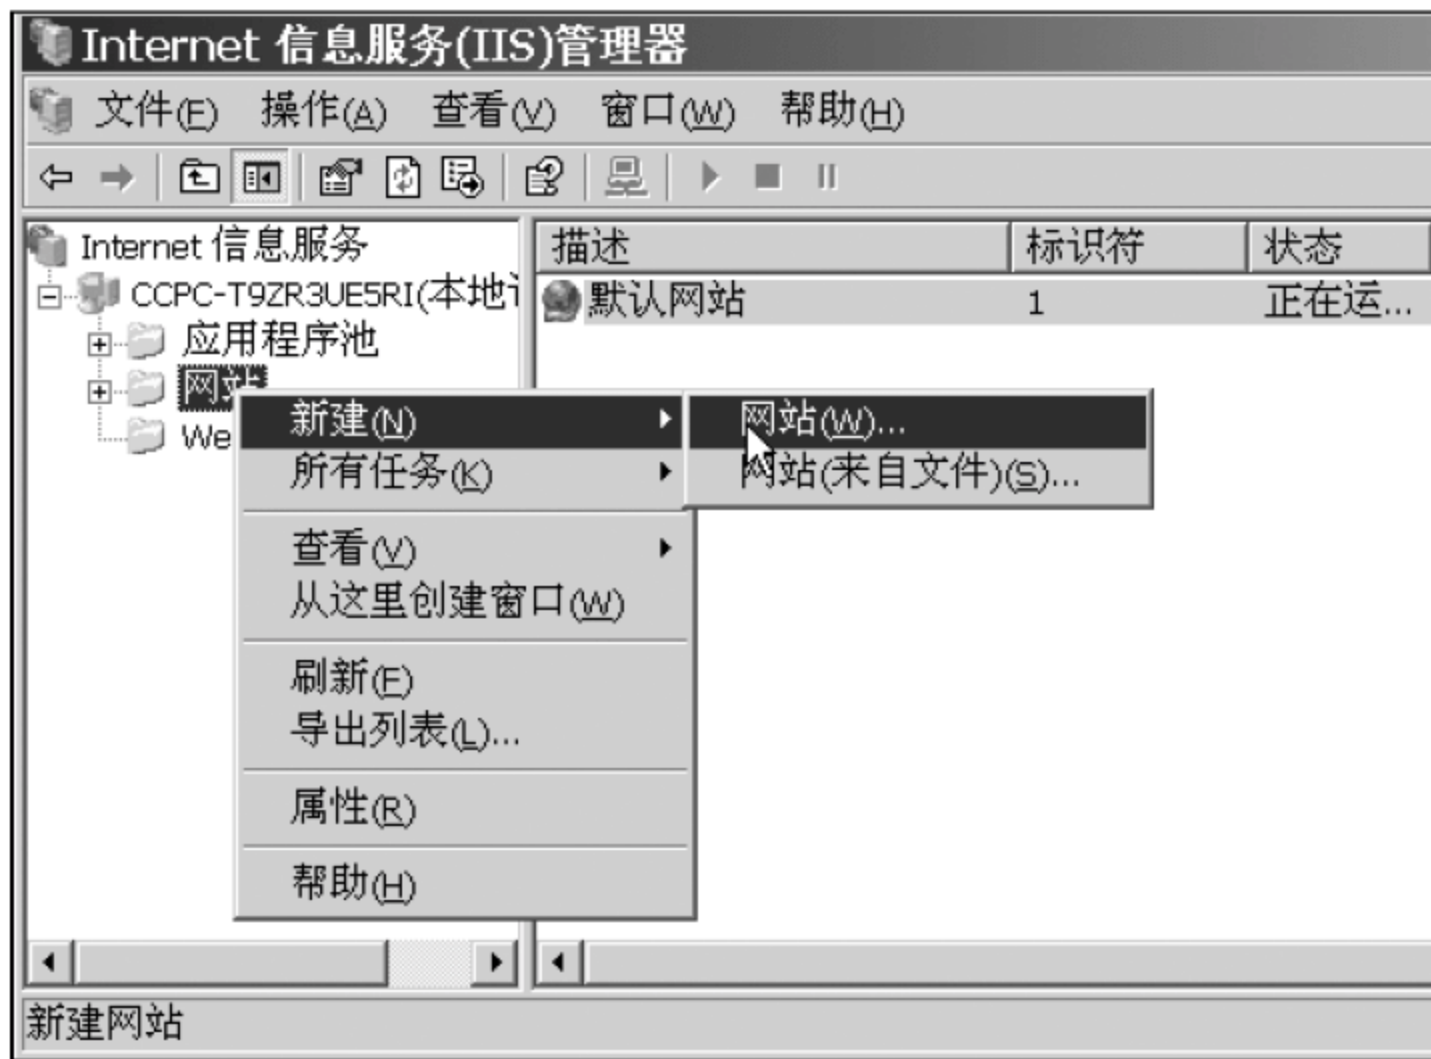 Internet 信息服务(IIS)管理器
文件(F) 操作(A) 查看(V) 窗口(W) 帮助(H)
Internet 信息服务
CCPC-T9ZR3UE5RI(本地
应用程序池
网站
We
描述 标识符 状态
默认网站 1 正在运...
新建(N)
所有任务(K)
查看(V)
从这里创建窗口(W)
刷新(F)
导出列表(L)...
属性(R)
帮助(H)
网站(W)...
网站(来自文件)(S)...
新建网站